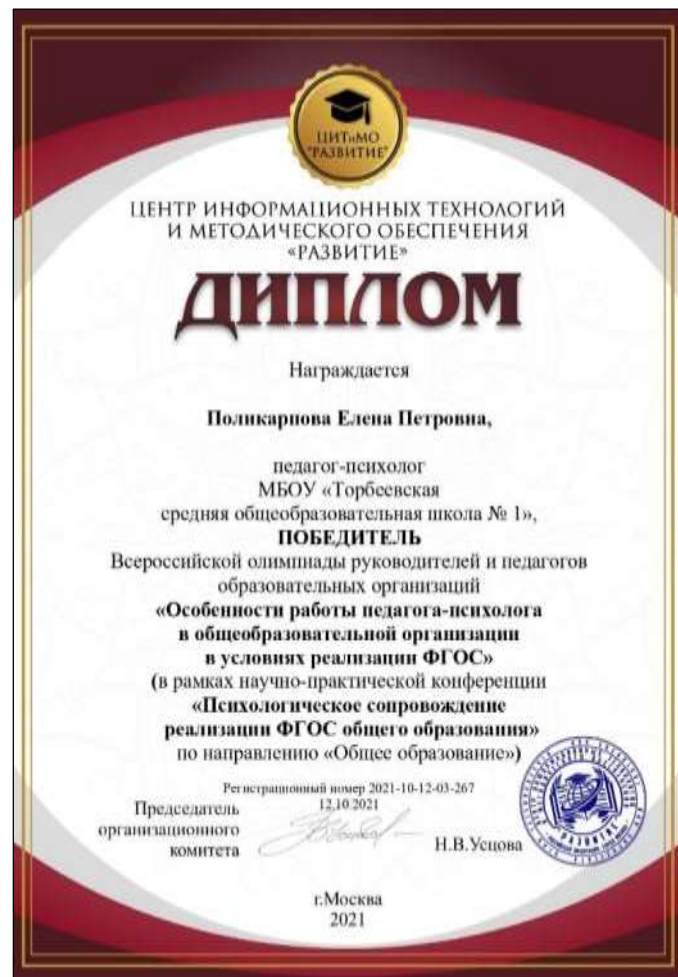 ЦИТиМО
"РАЗВИТИЕ"
ЦЕНТР ИНФОРМАЦИОННЫХ ТЕХНОЛОГИЙ
И МЕТОДИЧЕСКОГО ОБЕСПЕЧЕНИЯ
«РАЗВИТИЕ»
ДИПЛОМ
Награждается
Поликарпова Елена Петровна,
педагог-психолог
МБОУ «Торбеевская
средняя общеобразовательная школа № 1»,
ПОБЕДИТЕЛЬ
Всероссийской олимпиады руководителей и педагогов
образовательных организаций
«Особенности работы педагога-психолога
в общеобразовательной организации
в условиях реализации ФГОС»
(в рамках научно-практической конференции
«Психологическое сопровождение
реализации ФГОС общего образования»
по направлению «Общее образование»)
Регистрационный номер 2021-10-12-03-267
12.10.2021
Председатель
организационного
комитета
Н.В.Усцова
РАЗВИТИЕ
г.Москва
2021